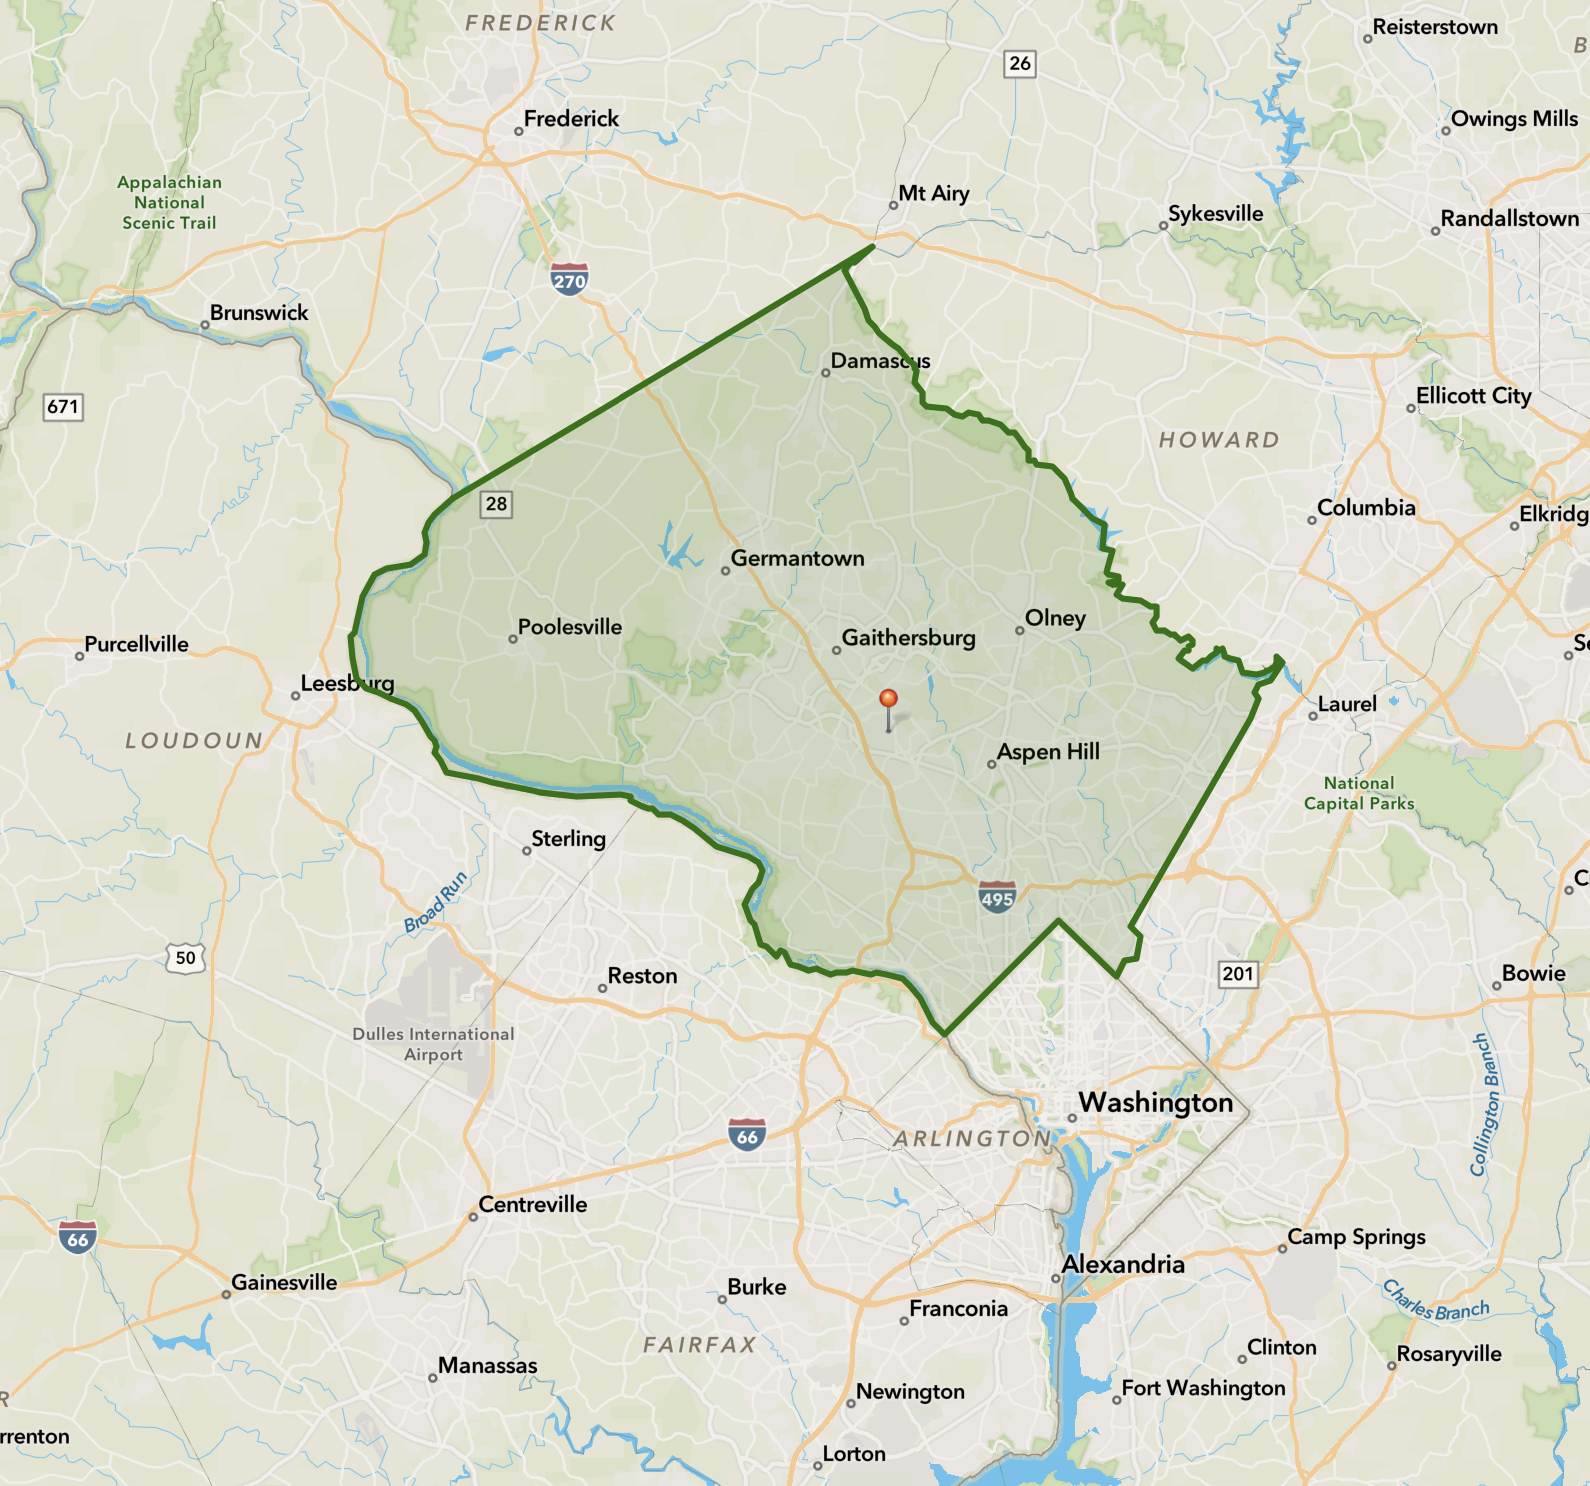 FREDERICK
Reisterstown
B
26
Frederick
Owings Mills
Appalachian
National
Scenic Trail
Mt Airy
Sykesville
Randallstown
270
Brunswick
Damascus
671
Ellicott City
HOWARD
28
Columbia
Elkridg
Germantown
Olney
Poolesville
Gaithersburg
Purcellville
Se
Leesburg
Laurel
LOUDOUN
Aspen Hill
National
Capital Parks
Sterling
C
Broad Run
495
50
Reston
201
Bowie
Dulles International
Airport
Collington Branch
Washington
66
ARLINGTON
Centreville
66
Camp Springs
Alexandria
Gainesville
Burke
Charles Branch
Franconia
FAIRFAX
Clinton
Rosaryville
Manassas
Fort Washington
Newington
R
rrenton
Lorton